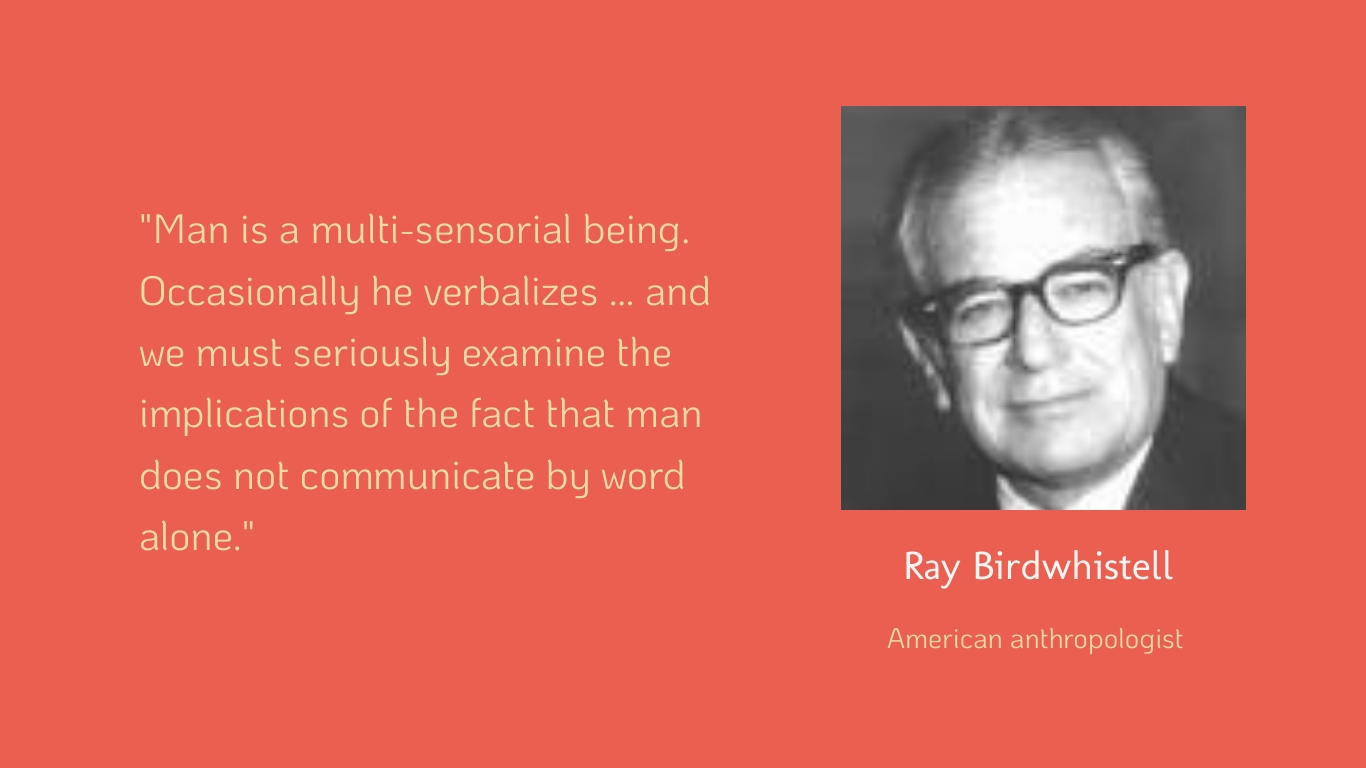 "Man is a multi-sensorial being.
Occasionally he verbalizes ... and
we must seriously examine the
implications of the fact that man
does not communicate by word
alone."
Ray Birdwhistell
American anthropologist